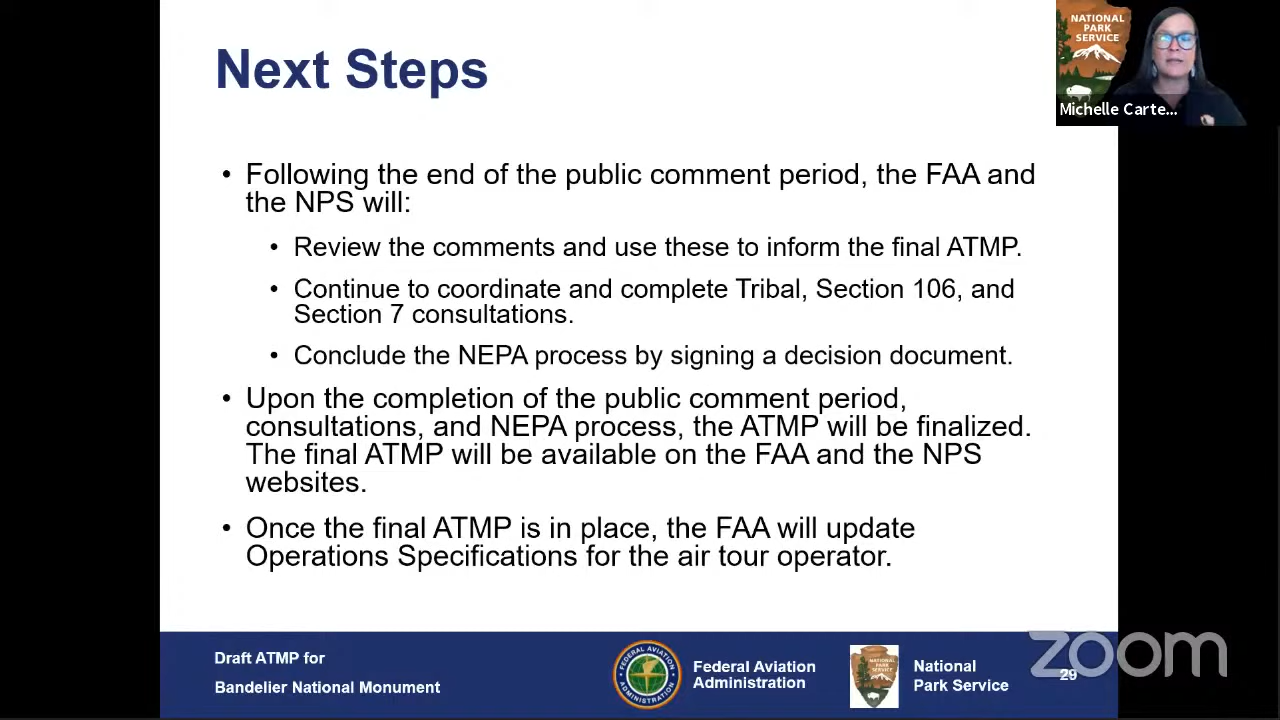 Next Steps
NATIONAL
PARK
SERVICE
Michelle Carte...
• Following the end of the public comment period, the FAA and
the NPS will:
• Review the comments and use these to inform the final ATMP.
• Continue to coordinate and complete Tribal, Section 106, and
Section 7 consultations.
• Conclude the NEPA process by signing a decision document.
• Upon the completion of the public comment period,
consultations, and NEPA process, the ATMP will be finalized.
The final ATMP will be available on the FAA and the NPS
websites.
• Once the final ATMP is in place, the FAA will update
Operations Specifications for the air tour operator.
Draft ATMP for
Bandelier National Monument
FEDERAL AVIATION
ADMINISTRATION
Federal Aviation
Administration
NATIONAL
PARK
SERVICE
National
Park Service
29
zoom